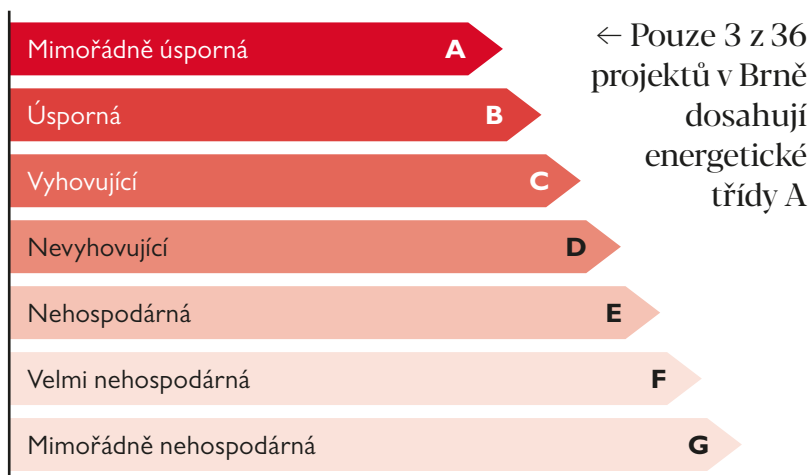 Mimořádně úsporná A
Úsporná B
Vyhovující C
Nevyhovující D
Nehospodárná E
Velmi nehospodárná F
Mimořádně nehospodárná G
← Pouze 3 z 36
projektů v Brně
dosahují
energetické
třídy A